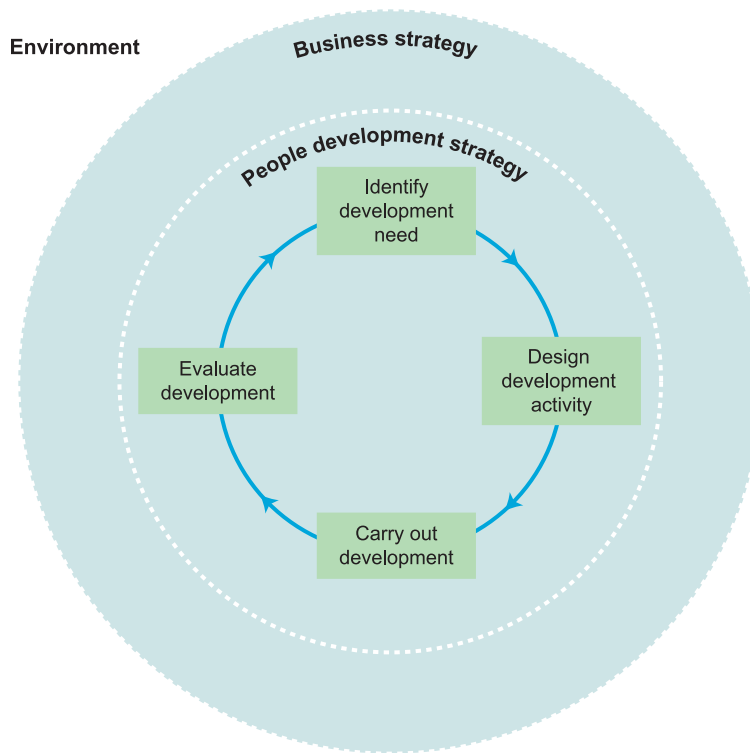 Environment
Business strategy
People development strategy
Identify
development
need
Design
development
activity
Carry out
development
Evaluate
development